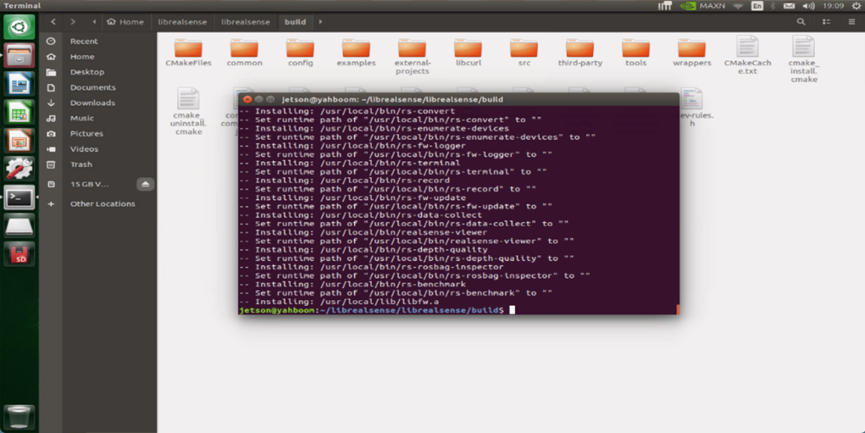 Terminal
MAXN
En
19:09
Home
librealsense
librealsense
build
Recent
Home
Desktop
Documents
Downloads
Music
Pictures
Videos
Trash
15 GB V...
Other Locations
CMakeFiles
common
config
examples
external-
projects
libcurl
src
third-party
tools
wrappers
CMakeCache.txt
cmake_
install.
cmake
cmake_
uninstall.
cmake
ev-rules.
h
jetson@yahboom: ~/librealsense/librealsense/build
-- Installing: /usr/local/bin/rs-convert
-- Set runtime path of "/usr/local/bin/rs-convert" to ""
-- Installing: /usr/local/bin/rs-enumerate-devices
-- Set runtime path of "/usr/local/bin/rs-enumerate-devices" to ""
-- Installing: /usr/local/bin/rs-fw-logger
-- Set runtime path of "/usr/local/bin/rs-fw-logger" to ""
-- Installing: /usr/local/bin/rs-terminal
-- Set runtime path of "/usr/local/bin/rs-terminal" to ""
-- Installing: /usr/local/bin/rs-record
-- Set runtime path of "/usr/local/bin/rs-record" to ""
-- Installing: /usr/local/bin/rs-fw-update
-- Set runtime path of "/usr/local/bin/rs-fw-update" to ""
-- Installing: /usr/local/bin/rs-data-collect
-- Set runtime path of "/usr/local/bin/rs-data-collect" to ""
-- Installing: /usr/local/bin/realsense-viewer
-- Set runtime path of "/usr/local/bin/realsense-viewer" to ""
-- Installing: /usr/local/bin/rs-depth-quality
-- Set runtime path of "/usr/local/bin/rs-depth-quality" to ""
-- Installing: /usr/local/bin/rs-rosbag-inspector
-- Set runtime path of "/usr/local/bin/rs-rosbag-inspector" to ""
-- Installing: /usr/local/bin/rs-benchmark
-- Set runtime path of "/usr/local/bin/rs-benchmark" to ""
-- Installing: /usr/local/lib/libfw.a
jetson@yahboom:~/librealsense/librealsense/build$
SD